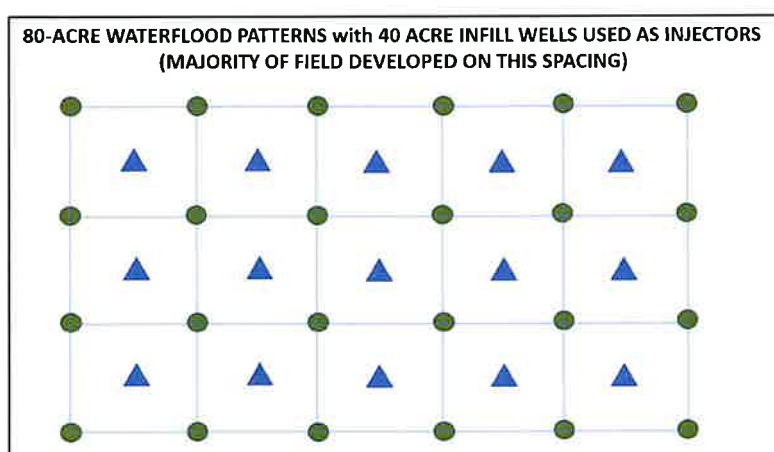 80-ACRE WATERFLOOD PATTERNS with 40 ACRE INFILL WELLS USED AS INJECTORS
(MAJORITY OF FIELD DEVELOPED ON THIS SPACING)